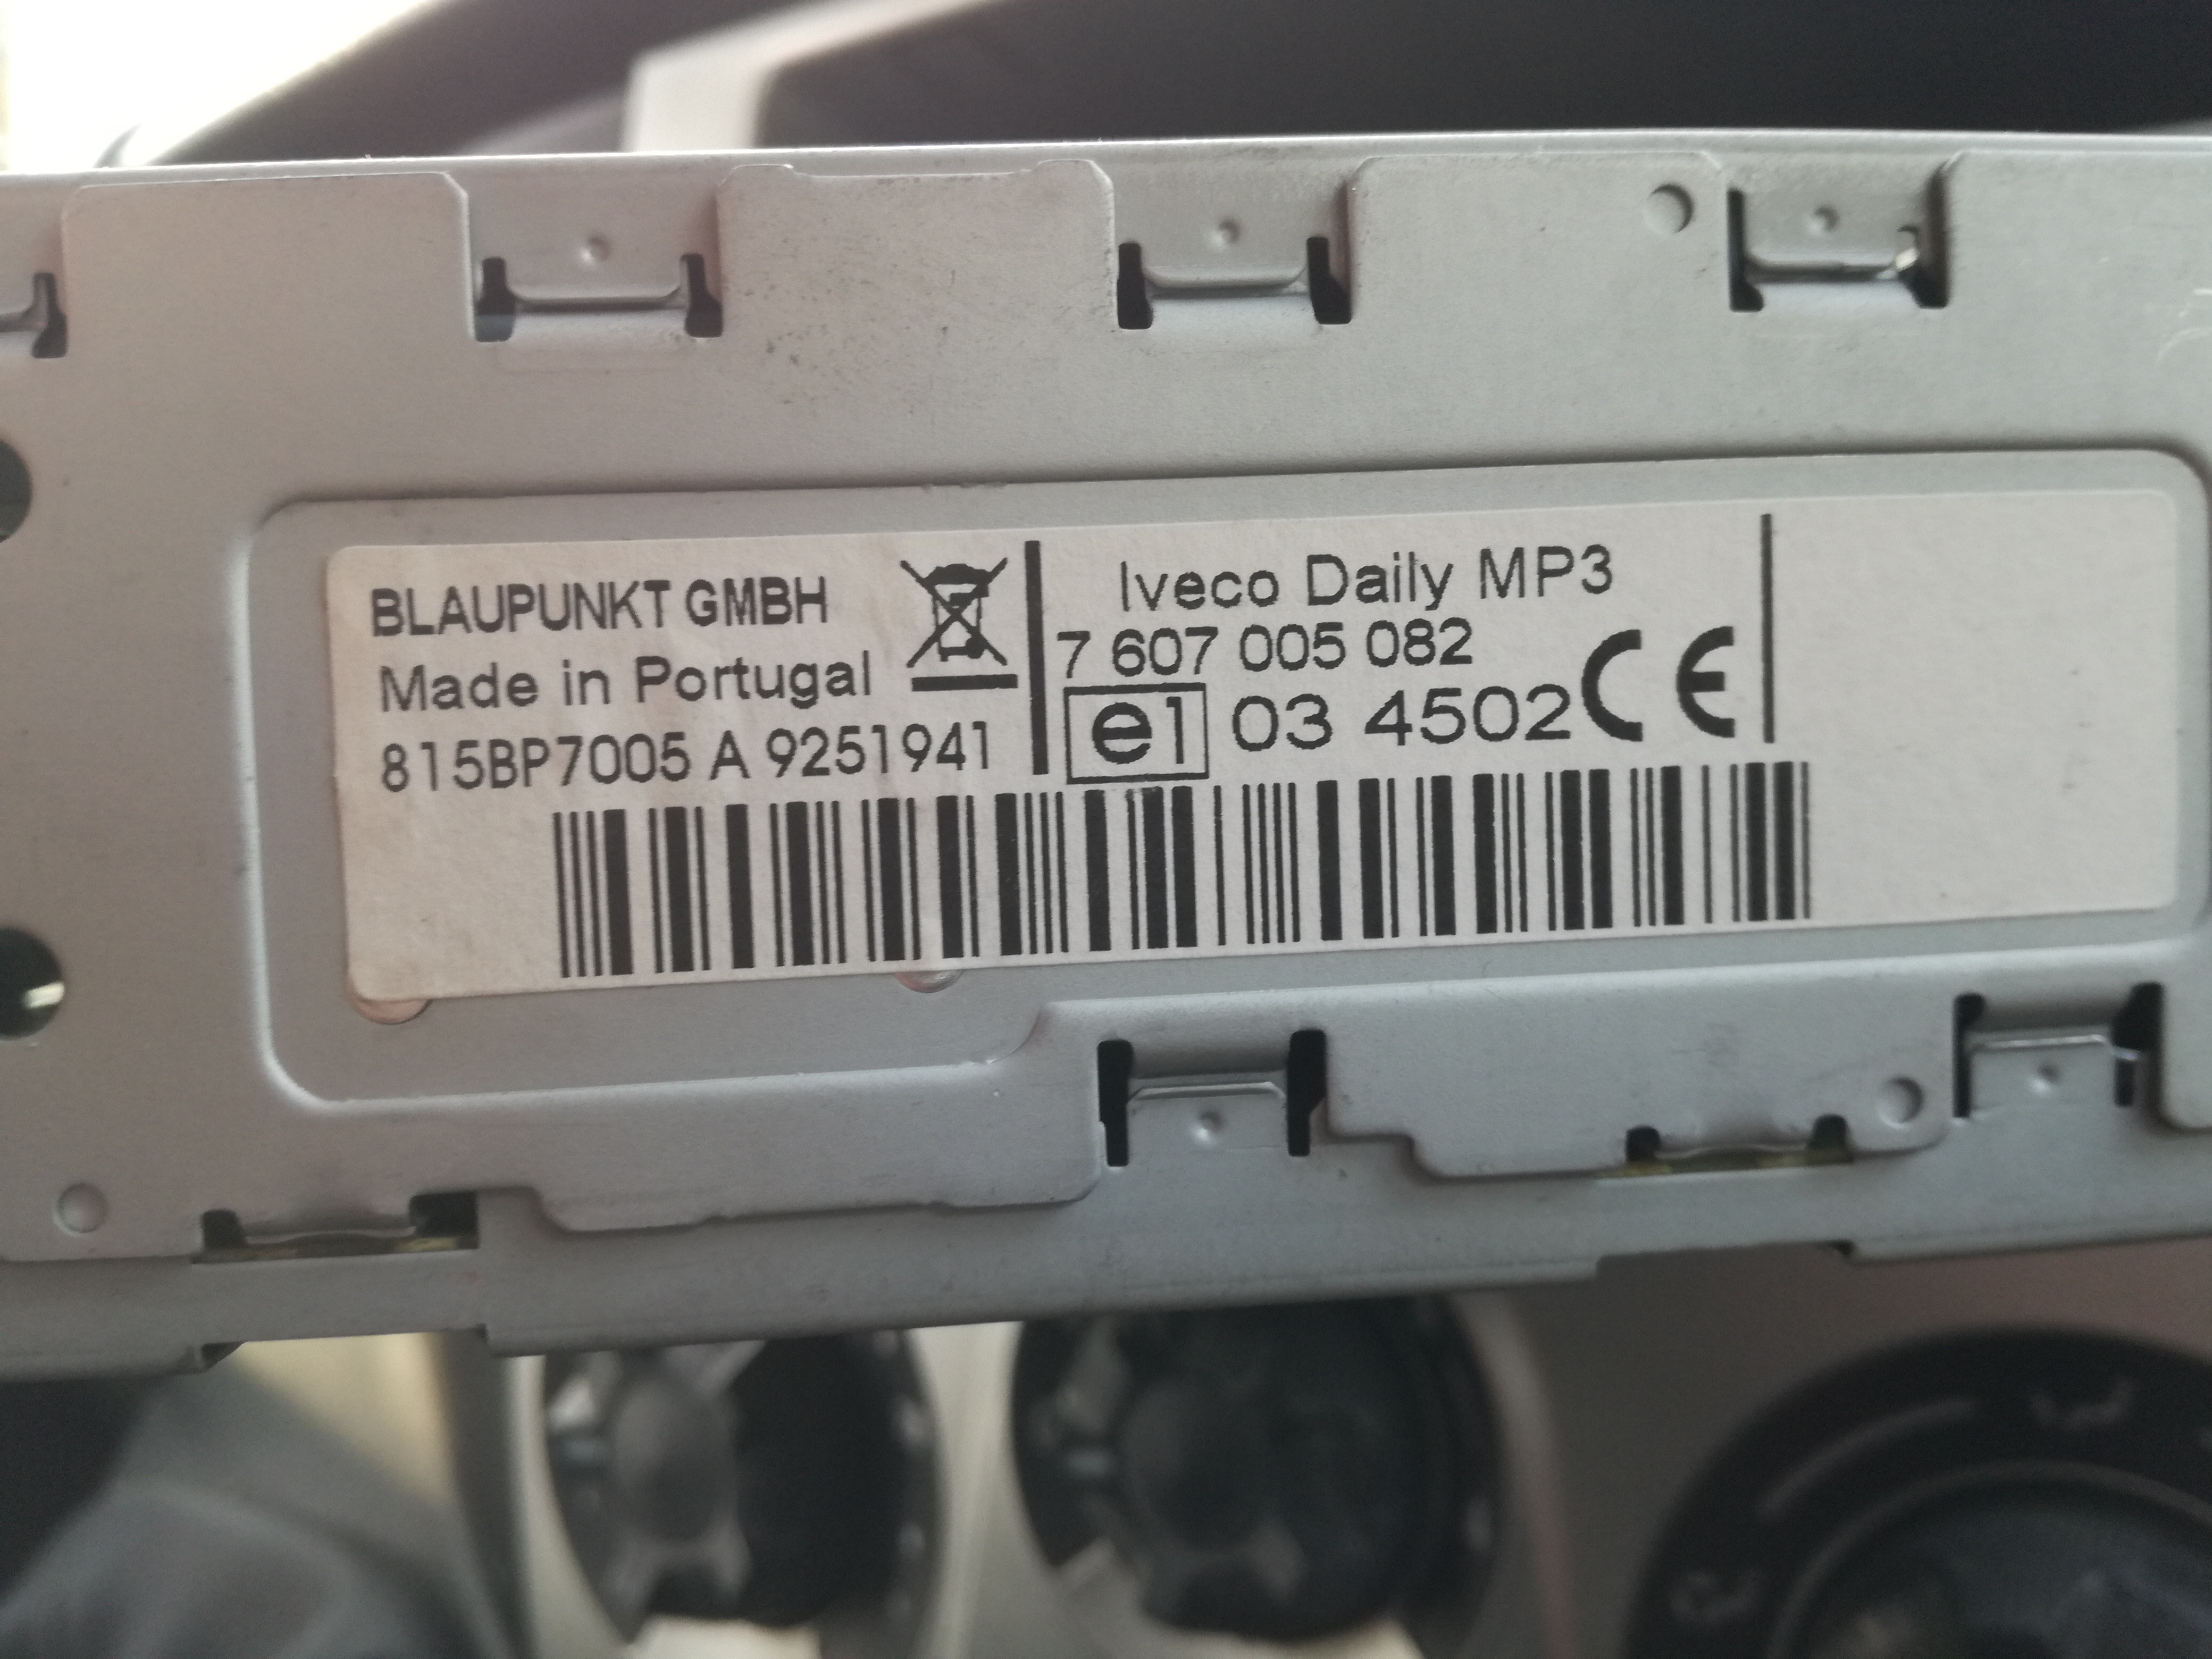 BLAUPUNKT GMBH
Made in Portugal
815BP7005 A 9251941
Iveco Daily MP3
7 607 005 082
e1 03 4502 CE